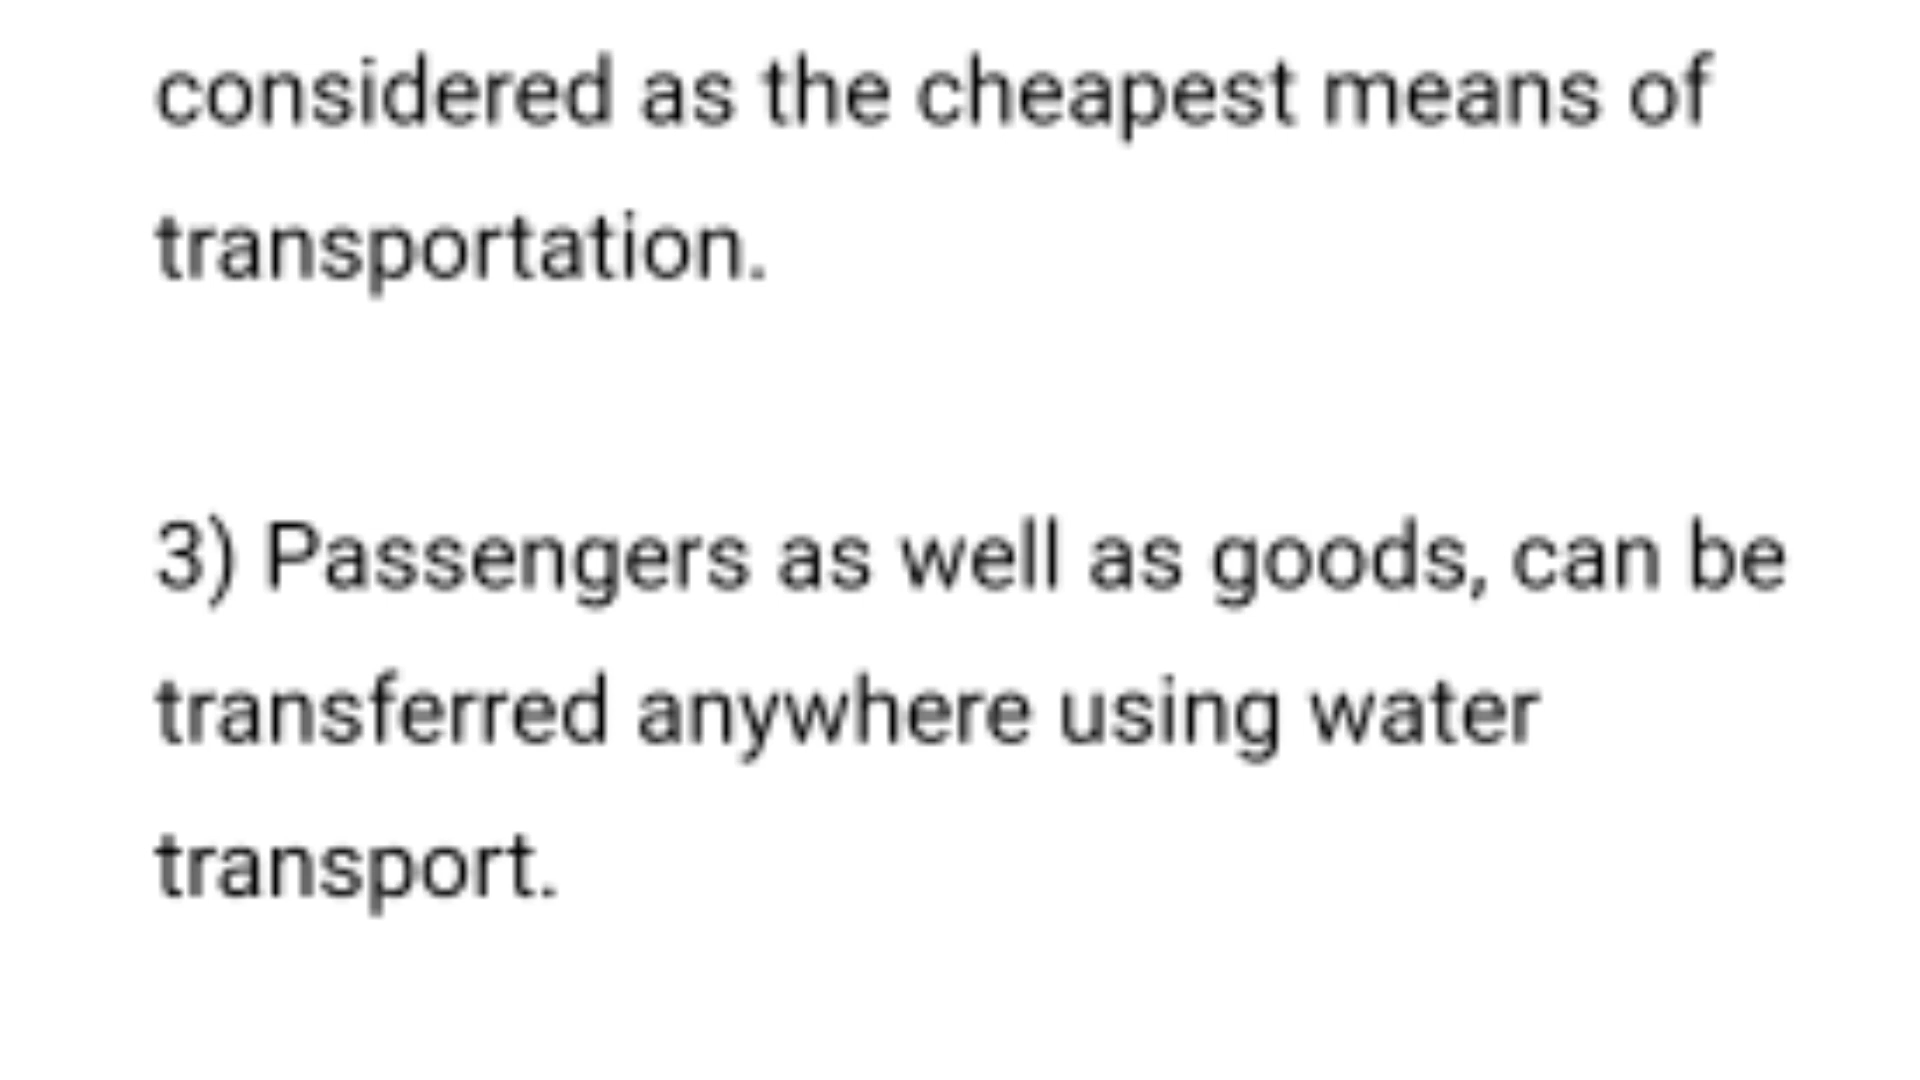 considered as the cheapest means of
transportation.
3) Passengers as well as goods, can be
transferred anywhere using water
transport.